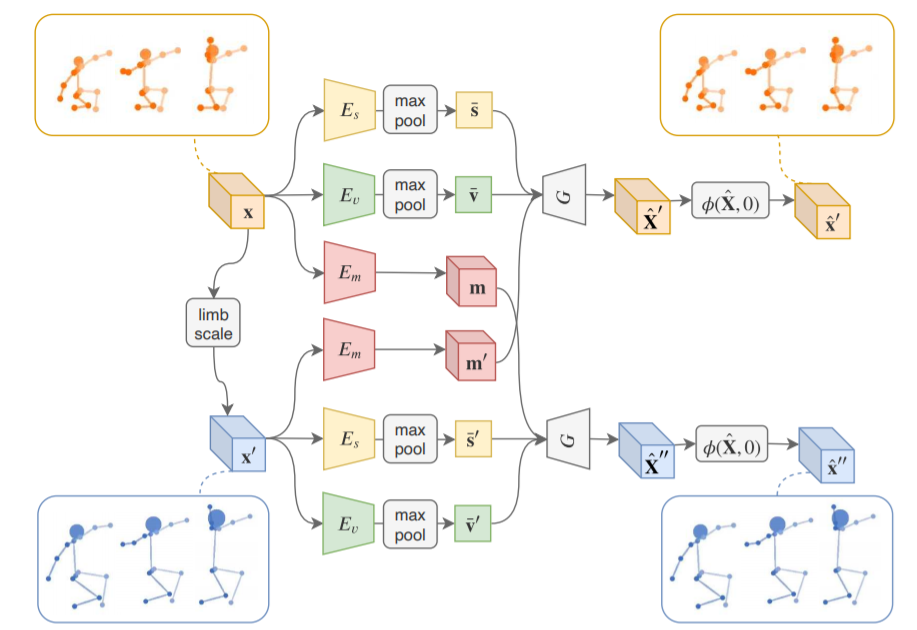 E_s
max
pool
s̄
E_v
max
pool
v̄
G
X̂′
ϕ(X̂, 0)
x̂′
x
E_m
m
limb
scale
E_m
m′
x′
E_s
max
pool
s̄′
G
X̂″
ϕ(X̂, 0)
x̂″
E_v
max
pool
v̄′